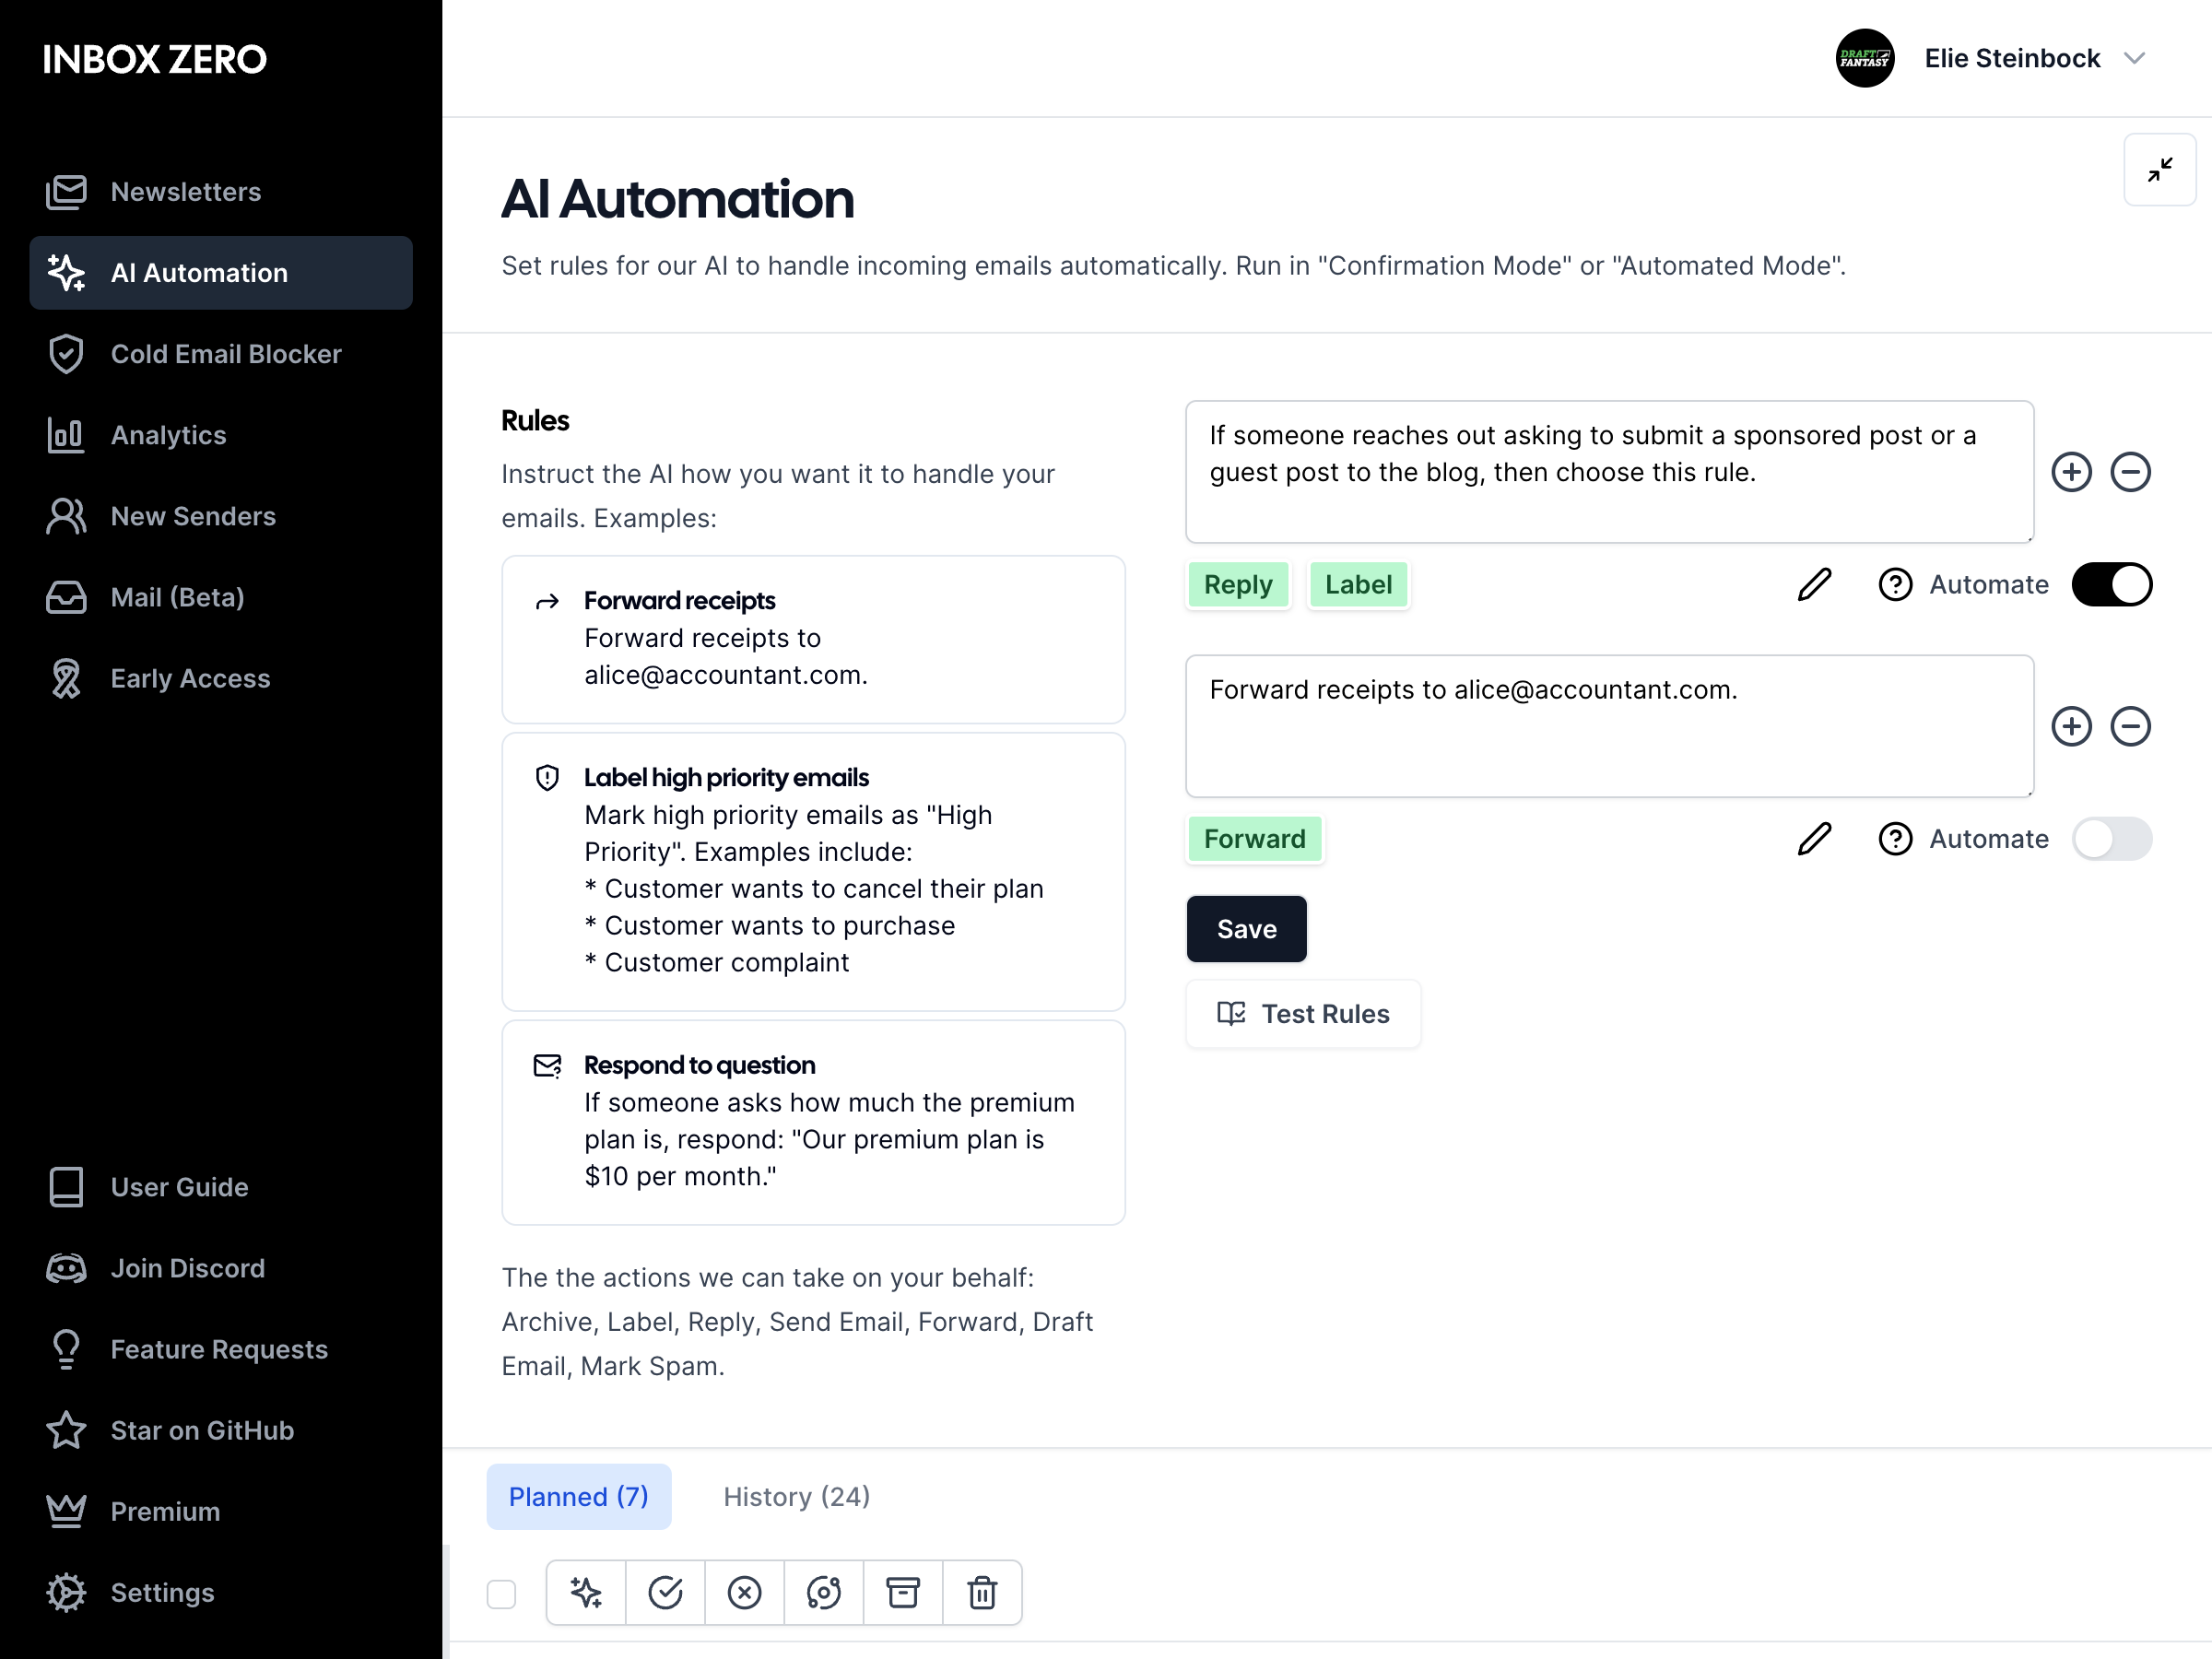 INBOX ZERO
Newsletters
AI Automation
Cold Email Blocker
Analytics
New Senders
Mail (Beta)
Early Access
User Guide
Join Discord
Feature Requests
Star on GitHub
Premium
Settings
DRAFT
FANTASY
Elie Steinbock
AI Automation
Set rules for our AI to handle incoming emails automatically. Run in "Confirmation Mode" or "Automated Mode".
Rules
Instruct the AI how you want it to handle your
emails. Examples:
Forward receipts
Forward receipts to
alice@accountant.com.
Label high priority emails
Mark high priority emails as "High
Priority". Examples include:
* Customer wants to cancel their plan
* Customer wants to purchase
* Customer complaint
Respond to question
If someone asks how much the premium
plan is, respond: "Our premium plan is
$10 per month."
The the actions we can take on your behalf:
Archive, Label, Reply, Send Email, Forward, Draft
Email, Mark Spam.
If someone reaches out asking to submit a sponsored post or a
guest post to the blog, then choose this rule.
Reply
Label
Automate
Forward receipts to alice@accountant.com.
Forward
Automate
Save
Test Rules
Planned (7)
History (24)